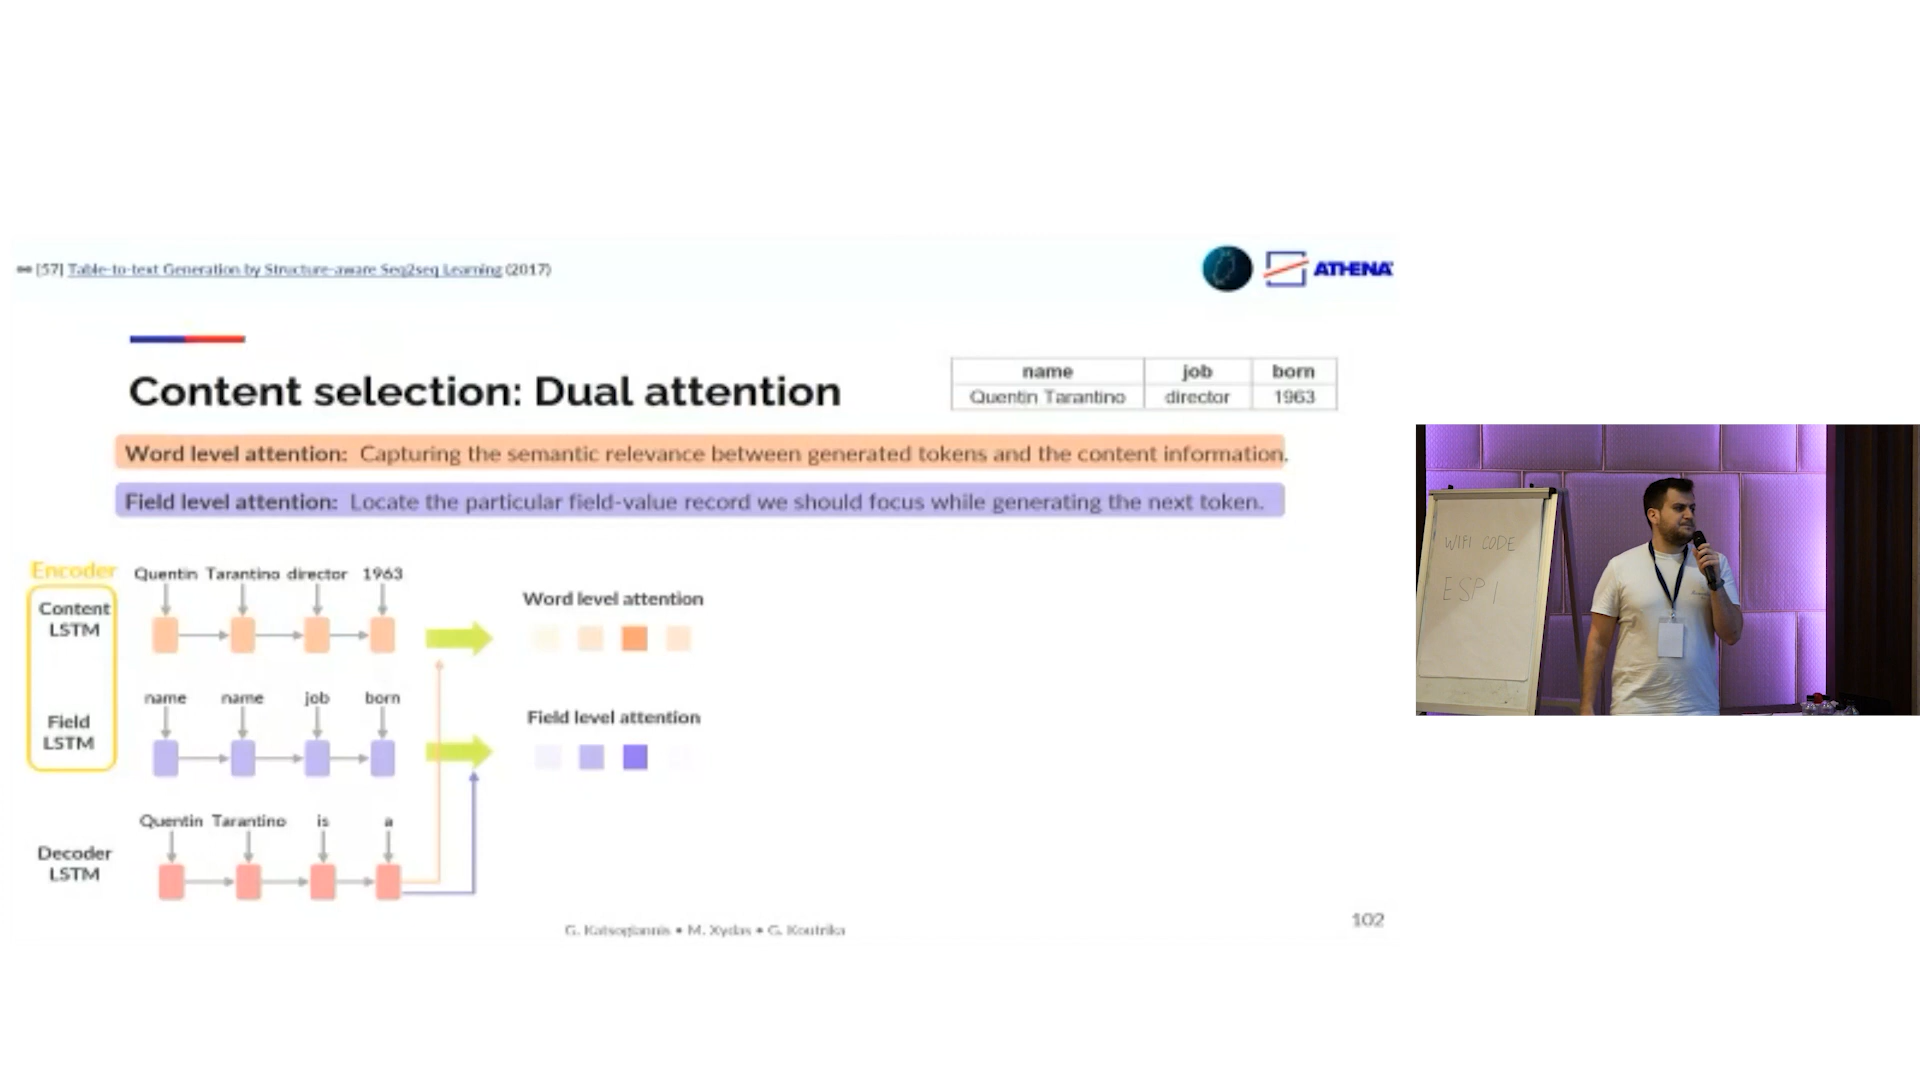 [57] Table-to-text Generation by Structure-aware Seq2seq Learning (2017)
ATHENA
Content selection: Dual attention
name job born
Quentin Tarantino director 1963
Word level attention: Capturing the semantic relevance between generated tokens and the content information.
Field level attention: Locate the particular field-value record we should focus while generating the next token.
Encoder
Quentin Tarantino director 1963
Content
LSTM
Word level attention
name name job born
Field
LSTM
Field level attention
Quentin Tarantino is a
Decoder
LSTM
G. Katsogiannis • M. Xydas • G. Koutrika
102
WIFI CODE
ESP1